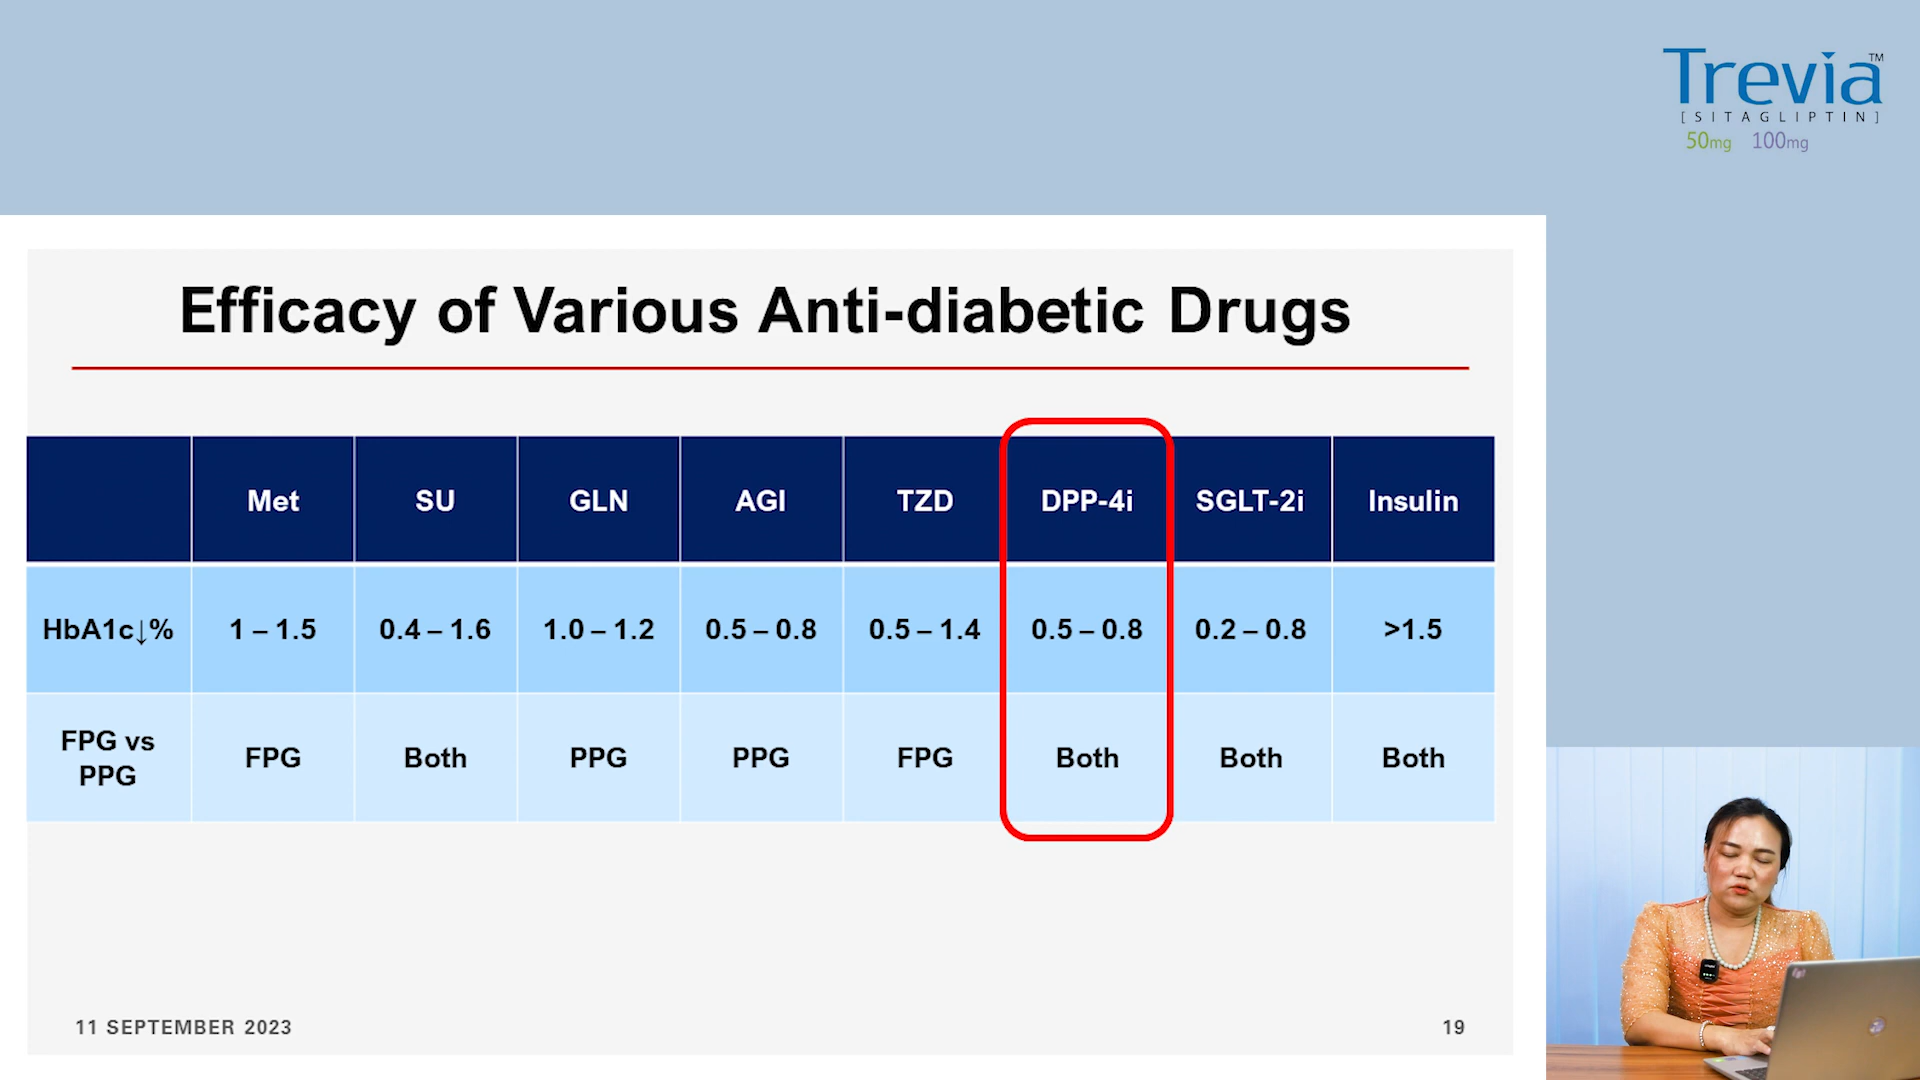 Trevia™
[SITAGLIPTIN]
50mg 100mg
Efficacy of Various Anti-diabetic Drugs
Met SU GLN AGI TZD DPP-4i SGLT-2i Insulin
HbA1c↓% 1 – 1.5 0.4 – 1.6 1.0 – 1.2 0.5 – 0.8 0.5 – 1.4 0.5 – 0.8 0.2 – 0.8 >1.5
FPG vs
PPG FPG Both PPG PPG FPG Both Both Both
11 SEPTEMBER 2023 19